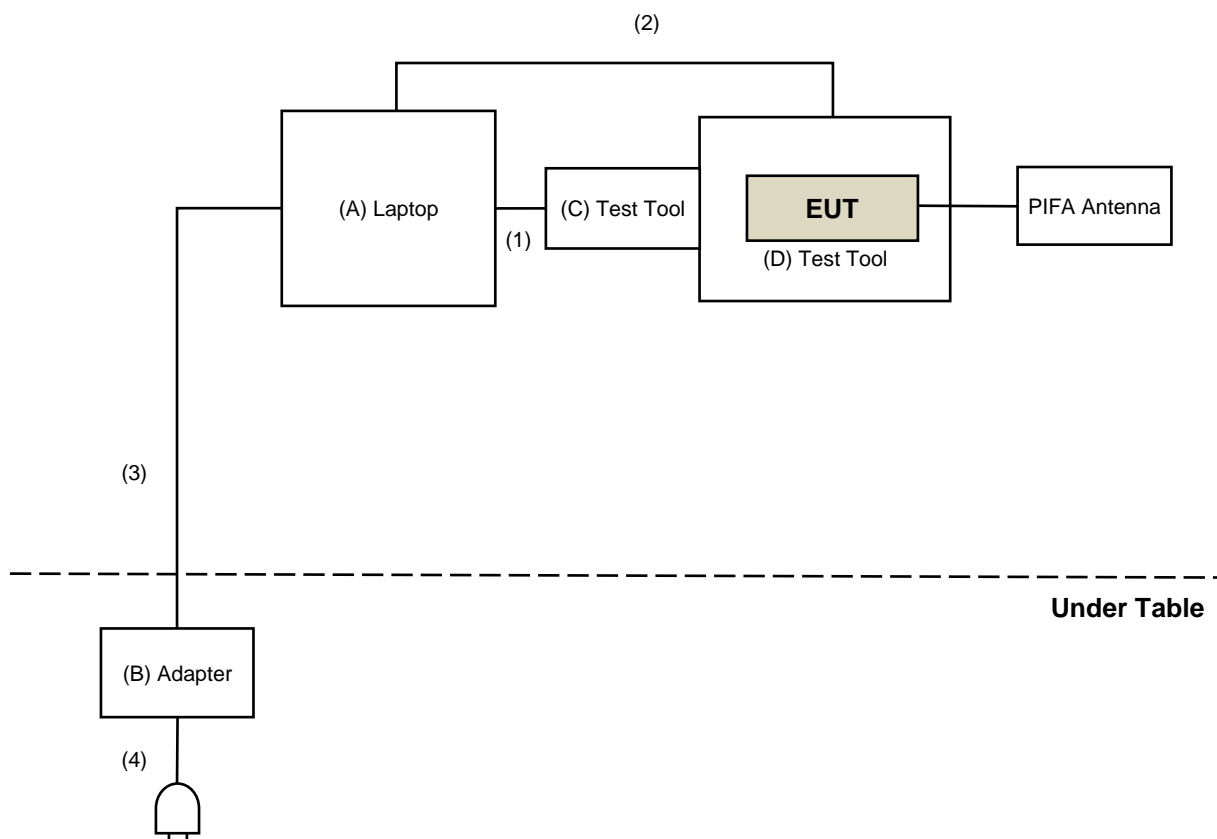 (2)
(A) Laptop
(1)
(C) Test Tool
EUT
(D) Test Tool
PIFA Antenna
(3)
Under Table
(B) Adapter
(4)